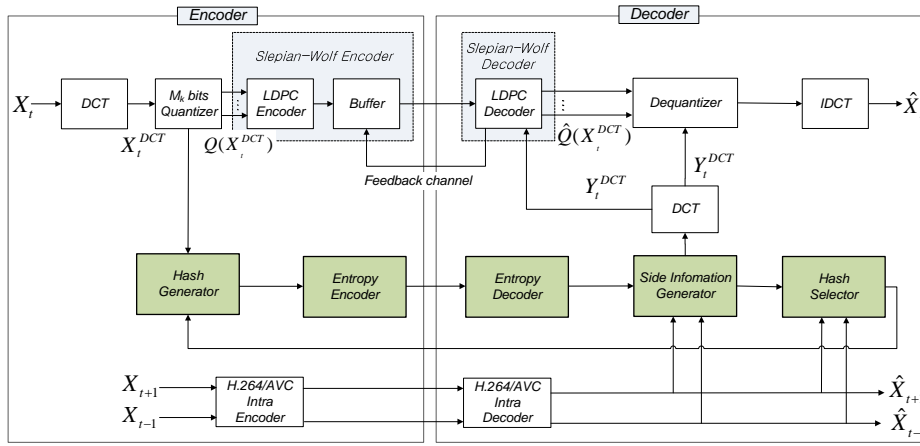 Encoder
Decoder
Slepian-Wolf Encoder
Slepian-Wolf
Decoder
X_t
DCT
M_k bits
Quantizer
LDPC
Encoder
Buffer
LDPC
Decoder
Dequantizer
IDCT
X̂
X_t^DCT
Q(X_t^DCT)
Q̂(X_t^DCT)
Feedback channel
Y_t^DCT
Y_t^DCT
DCT
Hash
Generator
Entropy
Encoder
Entropy
Decoder
Side Infomation
Generator
Hash
Selector
X_t+1
X_t−1
H.264/AVC
Intra
Encoder
H.264/AVC
Intra
Decoder
X̂_t+
X̂_t−